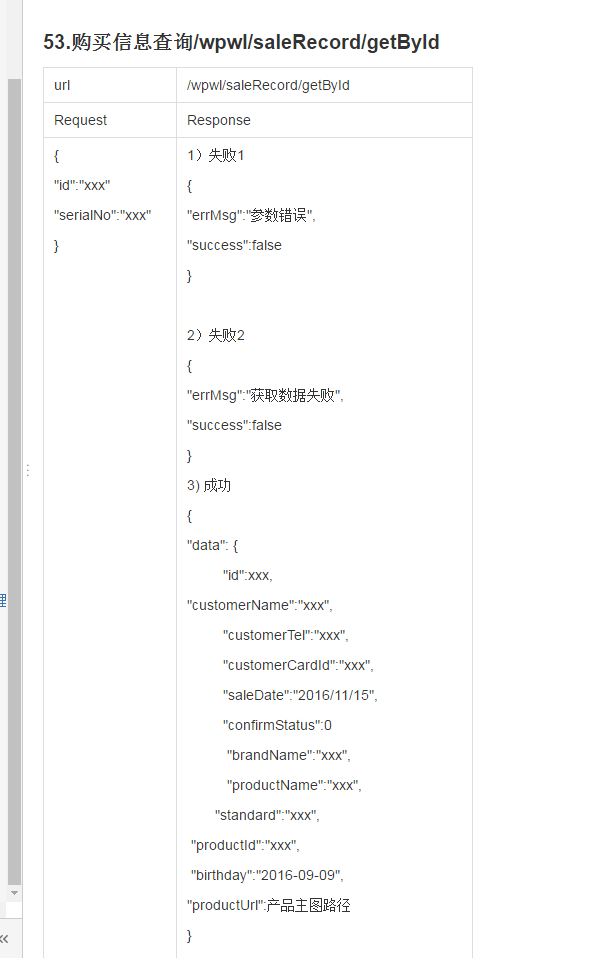 53.购买信息查询/wpwl/saleRecord/getById
url
/wpwl/saleRecord/getById
Request
Response
{
"id":"xxx"
"serialNo":"xxx"
}
1）失败1
{
"errMsg":"参数错误",
"success":false
}
2）失败2
{
"errMsg":"获取数据失败",
"success":false
}
3) 成功
{
"data": {
"id":xxx,
"customerName":"xxx",
"customerTel":"xxx",
"customerCardId":"xxx",
"saleDate":"2016/11/15",
"confirmStatus":0
"brandName":"xxx",
"productName":"xxx",
"standard":"xxx",
"productId":"xxx",
"birthday":"2016-09-09",
"productUrl":产品主图路径
}